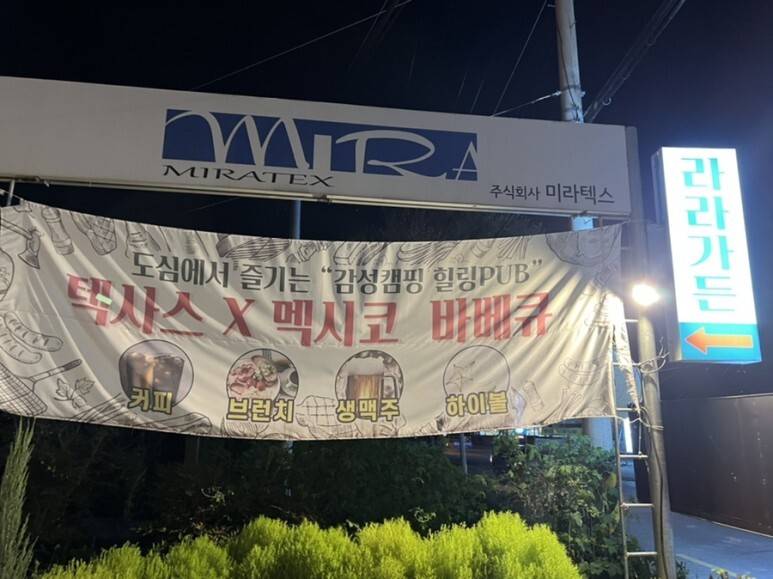 MIRA
MIRATEX
주식회사 미라텍스
라라가든
도심에서 즐기는 “감성캠핑 힐링PUB”
텍사스 X 멕시코 바베큐
커피 브런치 생맥주 하이볼